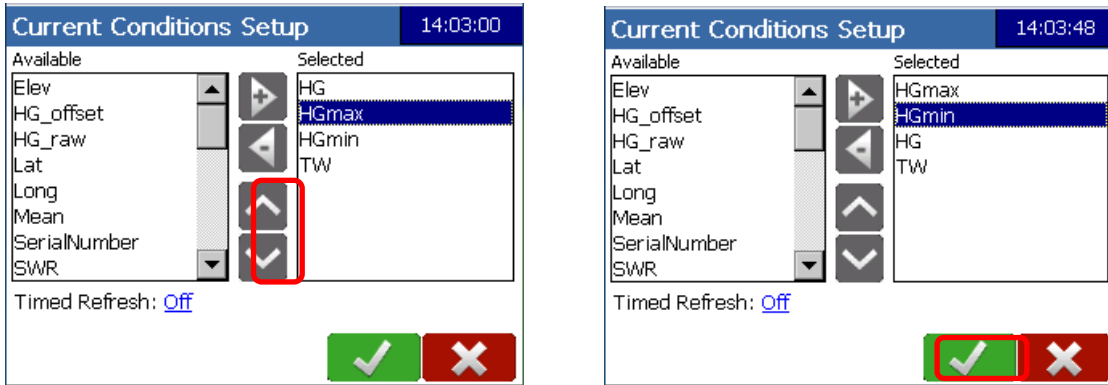 Current Conditions Setup 14:03:00
Available Selected
Elev
HG_offset
HG_raw
Lat
Long
Mean
SerialNumber
SWR
HG
HGmax
HGmin
TW
Timed Refresh: Off
Current Conditions Setup 14:03:48
Available Selected
Elev
HG_offset
HG_raw
Lat
Long
Mean
SerialNumber
SWR
HGmax
HGmin
HG
TW
Timed Refresh: Off